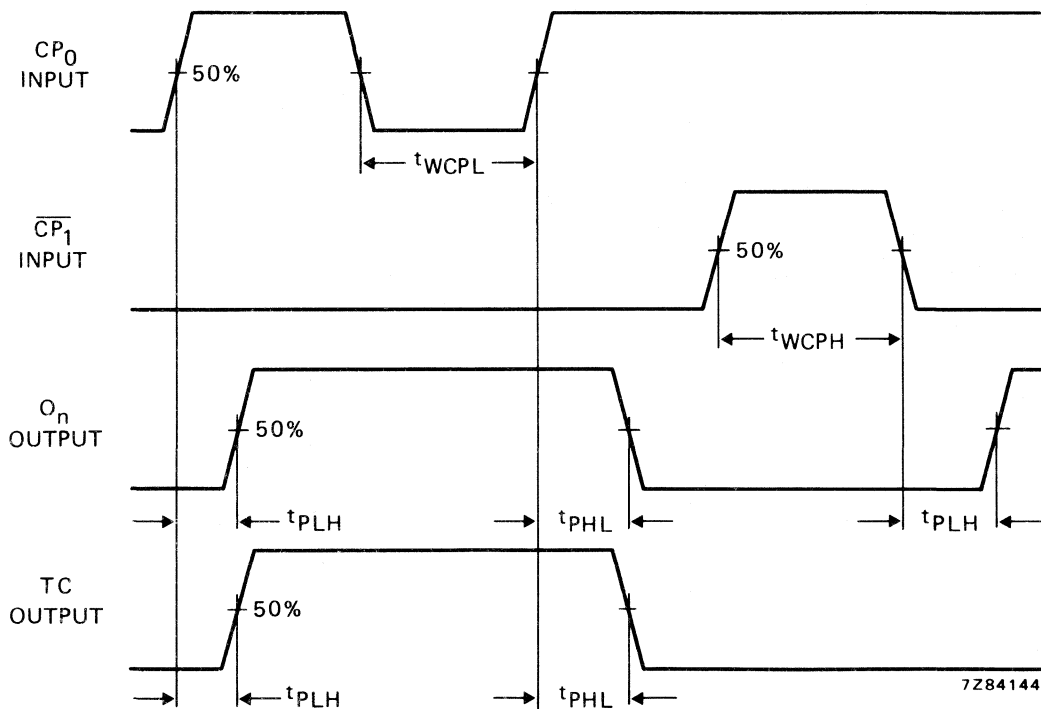 CP0
INPUT
50%
tWCPL
CP1
INPUT
50%
tWCPH
On
OUTPUT
50%
tPLH
tPHL
tPLH
TC
OUTPUT
50%
tPLH
tPHL
7Z84144